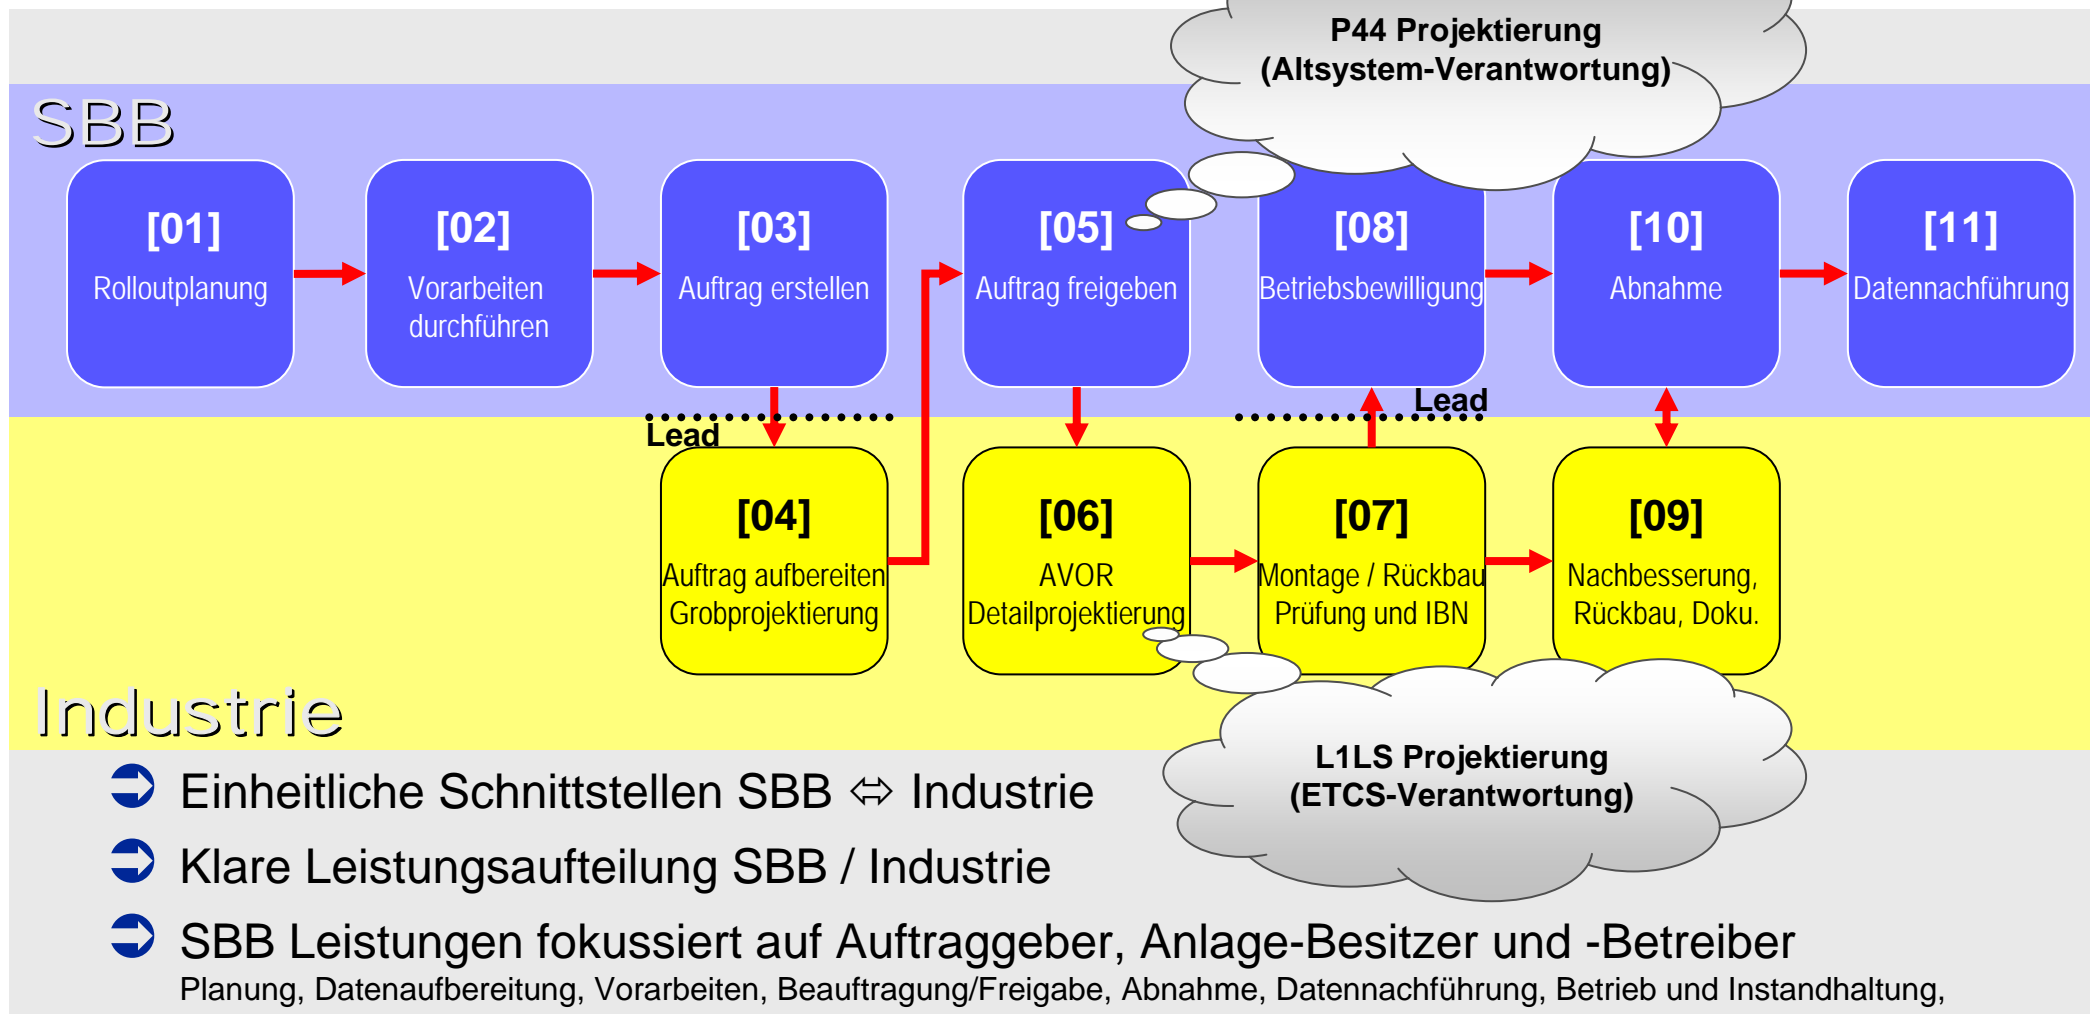 P44 Projektierung
(Altsystem-Verantwortung)
SBB
[01]
Rolloutplanung
[02]
Vorarbeiten
durchführen
[03]
Auftrag erstellen
[05]
Auftrag freigeben
[08]
Betriebsbewilligung
[10]
Abnahme
[11]
Datennachführung
Lead
Lead
[04]
Auftrag aufbereiten
Grobprojektierung
[06]
AVOR
Detailprojektierung
[07]
Montage / Rückbau
Prüfung und IBN
[09]
Nachbesserung,
Rückbau, Doku.
Industrie
L1LS Projektierung
(ETCS-Verantwortung)
Einheitliche Schnittstellen SBB ⇔ Industrie
Klare Leistungsaufteilung SBB / Industrie
SBB Leistungen fokussiert auf Auftraggeber, Anlage-Besitzer und -Betreiber
Planung, Datenaufbereitung, Vorarbeiten, Beauftragung/Freigabe, Abnahme, Datennachführung, Betrieb und Instandhaltung,